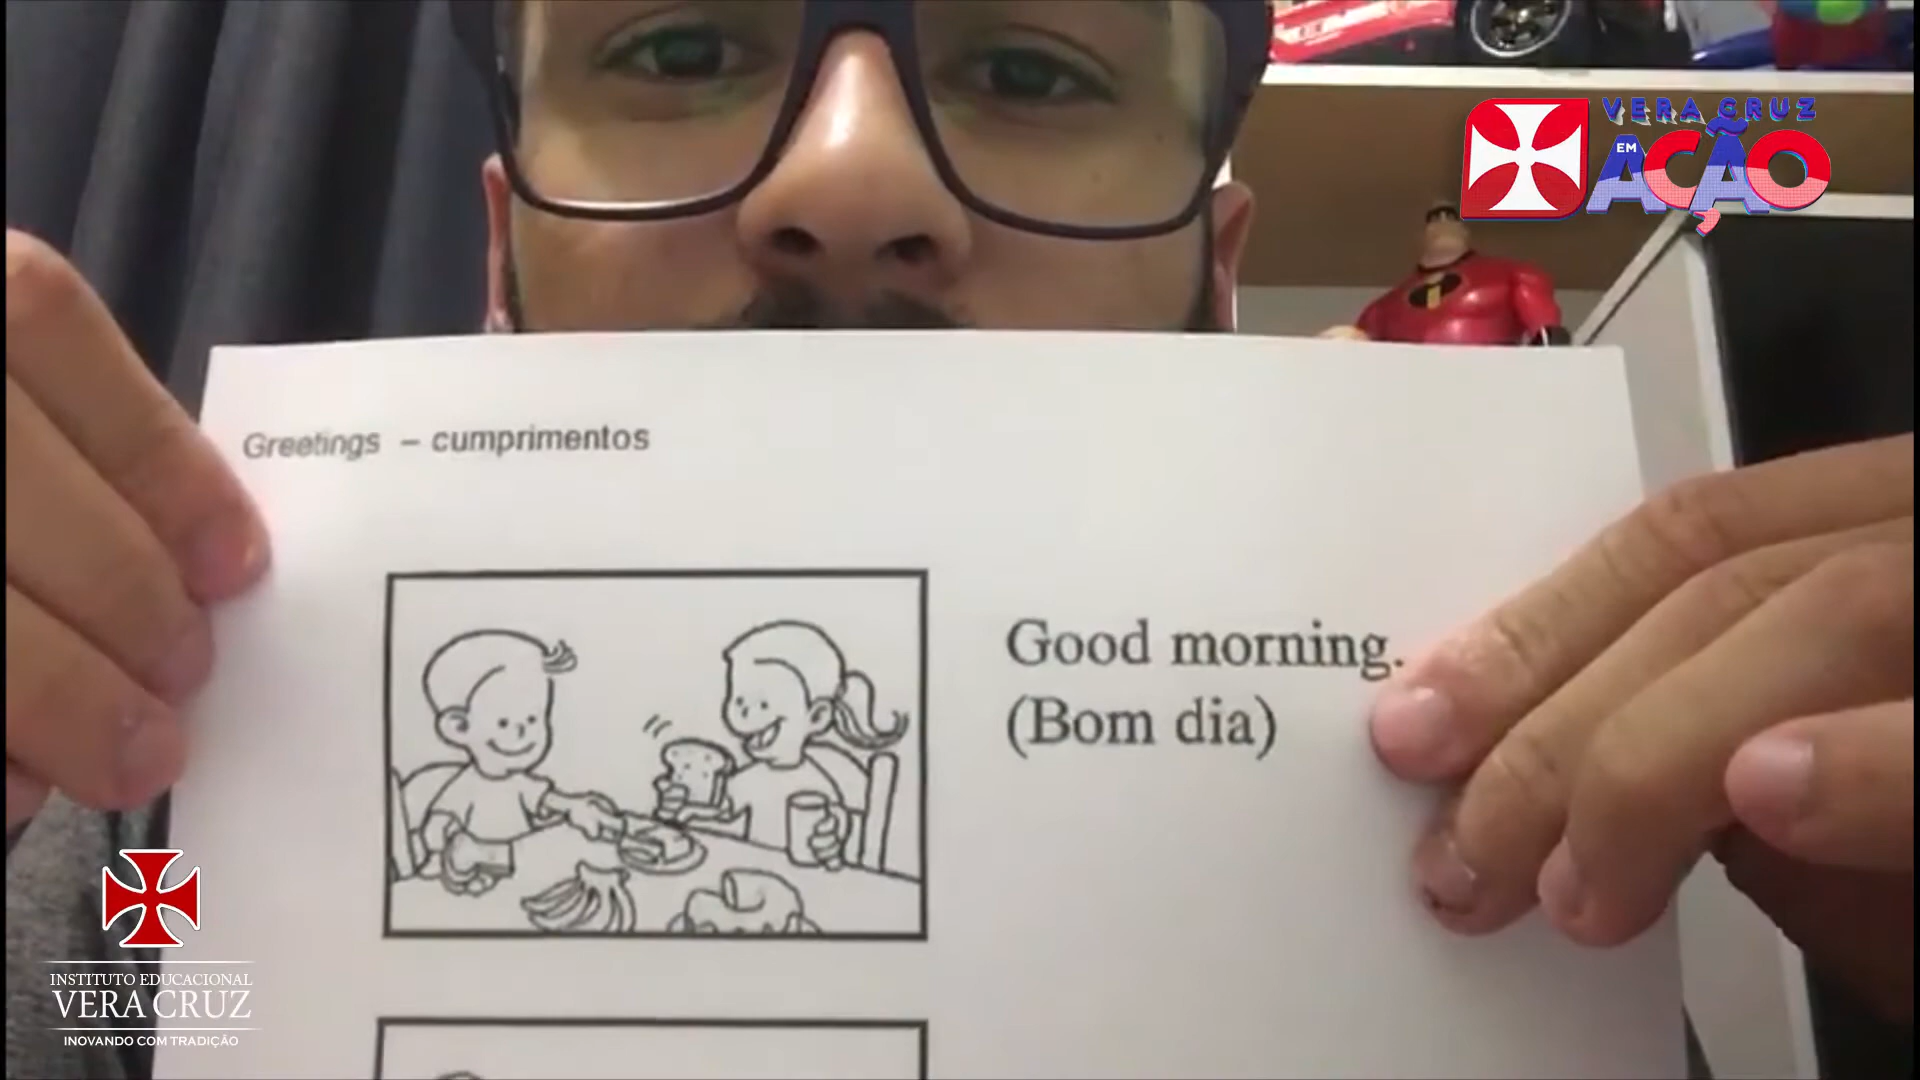 VERA CRUZ
EM
AÇÃO
Greetings – cumprimentos
Good morning.
(Bom dia)
INSTITUTO EDUCACIONAL
VERA CRUZ
INOVANDO COM TRADIÇÃO